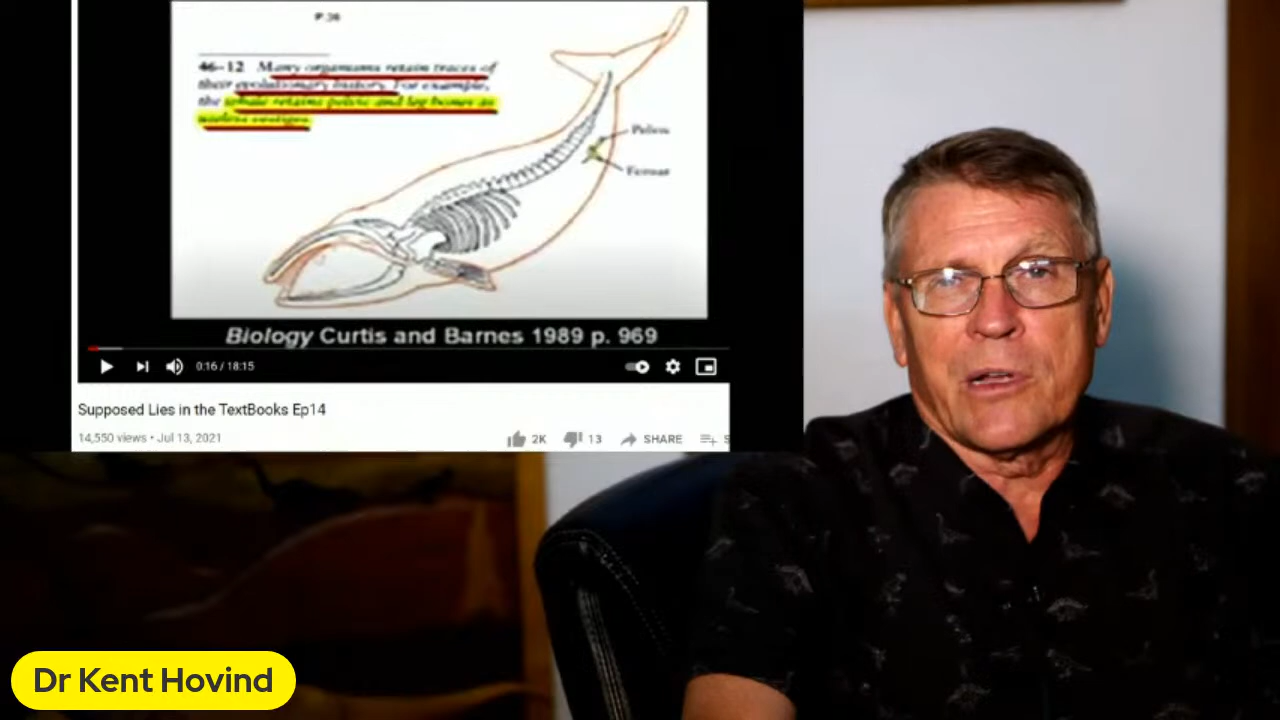 P.36
46-12 Many organisms retain traces of
their evolutionary history. For example,
the whale retains pelvic and leg bones as
useless vestiges.
Pelvis
Femur
Biology Curtis and Barnes 1989 p. 969
0:16 / 18:15
Supposed Lies in the TextBooks Ep14
14,550 views • Jul 13, 2021
2K
13
SHARE
S
Dr Kent Hovind